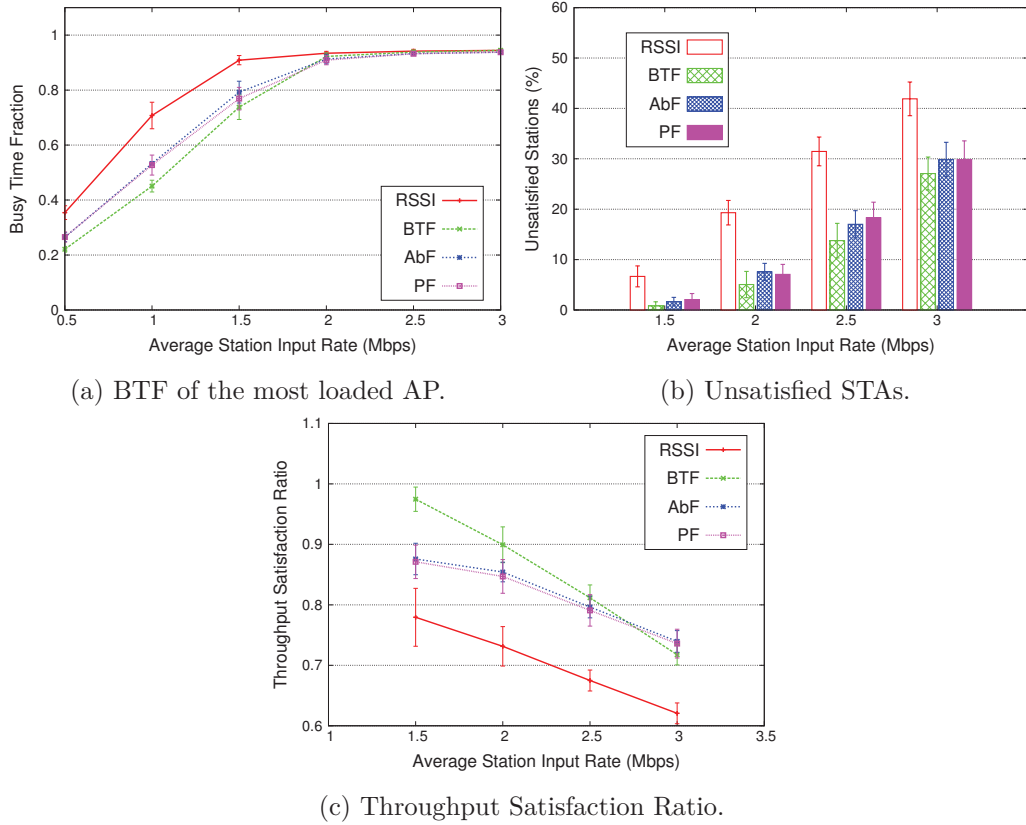 1
0.8
0.6
0.4
0.2
0
0.5 1 1.5 2 2.5 3
Busy Time Fraction
Average Station Input Rate (Mbps)
RSSI
BTF
AbF
PF
(a) BTF of the most loaded AP.
60
50
40
30
20
10
0
1.5 2 2.5 3
Unsatisfied Stations (%)
Average Station Input Rate (Mbps)
RSSI
BTF
AbF
PF
(b) Unsatisfied STAs.
1.1
1
0.9
0.8
0.7
0.6
1 1.5 2 2.5 3 3.5
Throughput Satisfaction Ratio
Average Station Input Rate (Mbps)
RSSI
BTF
AbF
PF
(c) Throughput Satisfaction Ratio.